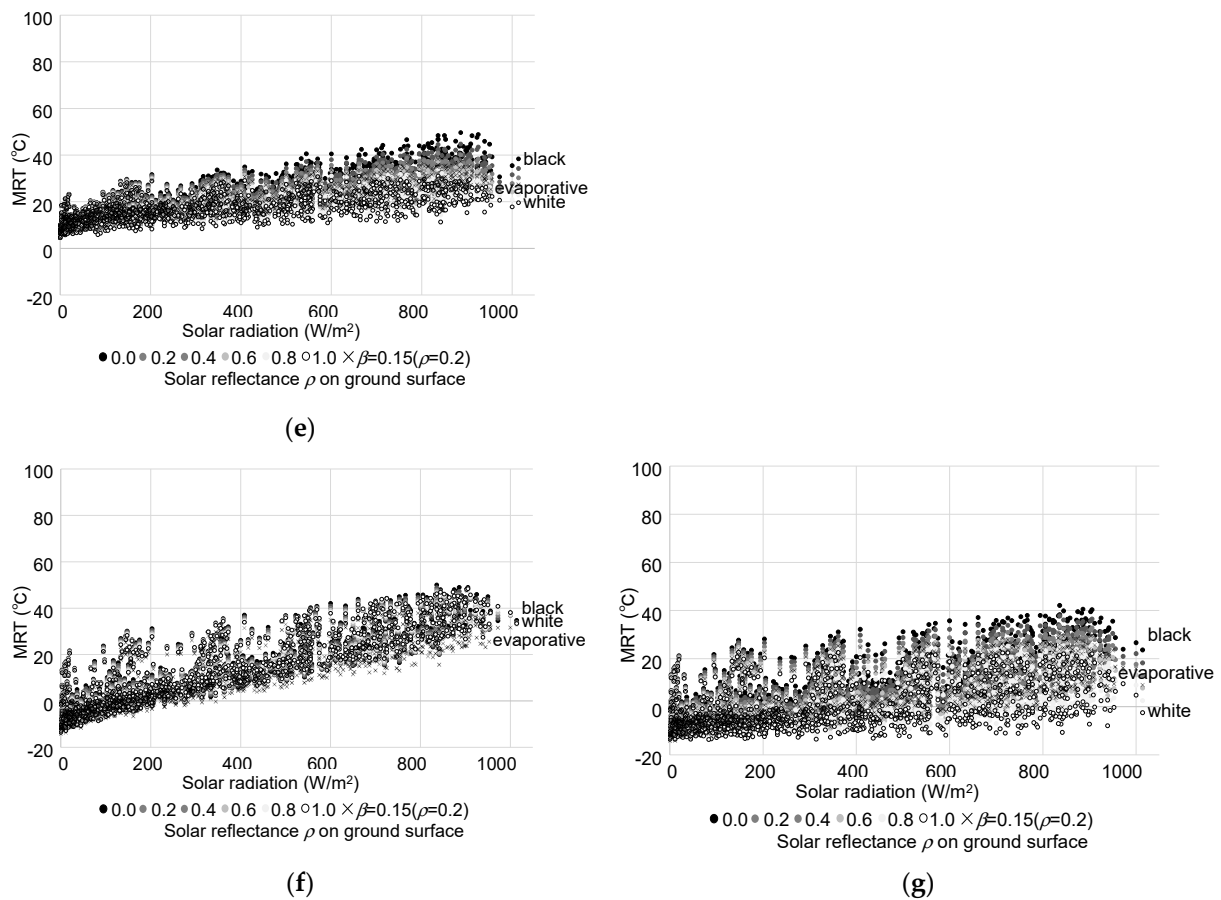 100
80
60
40
20
0
-20
MRT (°C)
black
evaporative
white
0 200 400 600 800 1000
Solar radiation (W/m²)
●0.0 ●0.2 ●0.4 ●0.6 ●0.8 ○1.0 ×β=0.15(ρ=0.2)
Solar reflectance ρ on ground surface
(e)
100
80
60
40
20
0
-20
MRT (°C)
black
white
evaporative
0 200 400 600 800 1000
Solar radiation (W/m²)
●0.0 ●0.2 ●0.4 ●0.6 ●0.8 ○1.0 ×β=0.15(ρ=0.2)
Solar reflectance ρ on ground surface
(f)
100
80
60
40
20
0
-20
MRT (°C)
black
evaporative
white
0 200 400 600 800 1000
Solar radiation (W/m²)
●0.0 ●0.2 ●0.4 ●0.6 ●0.8 ○1.0 ×β=0.15(ρ=0.2)
Solar reflectance ρ on ground surface
(g)